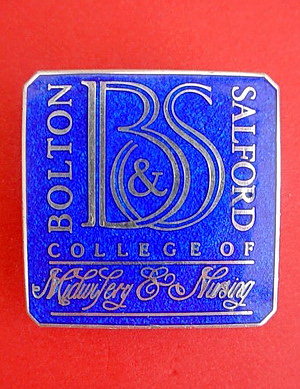 BOLTON
B&S
SALFORD
COLLEGE OF
Midwifery & Nursing